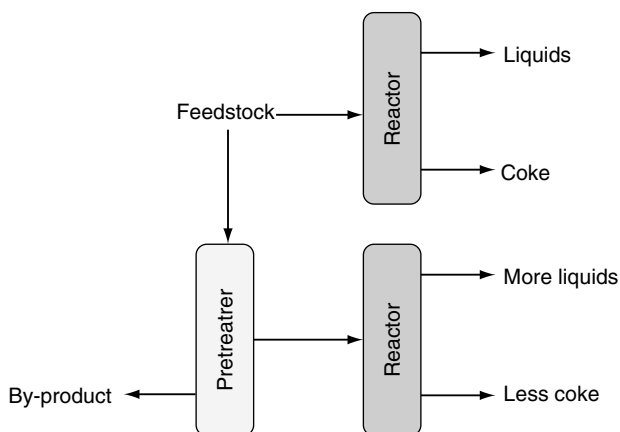 Liquids
Reactor
Feedstock
Coke
More liquids
Pretreatrer
Reactor
By-product
Less coke